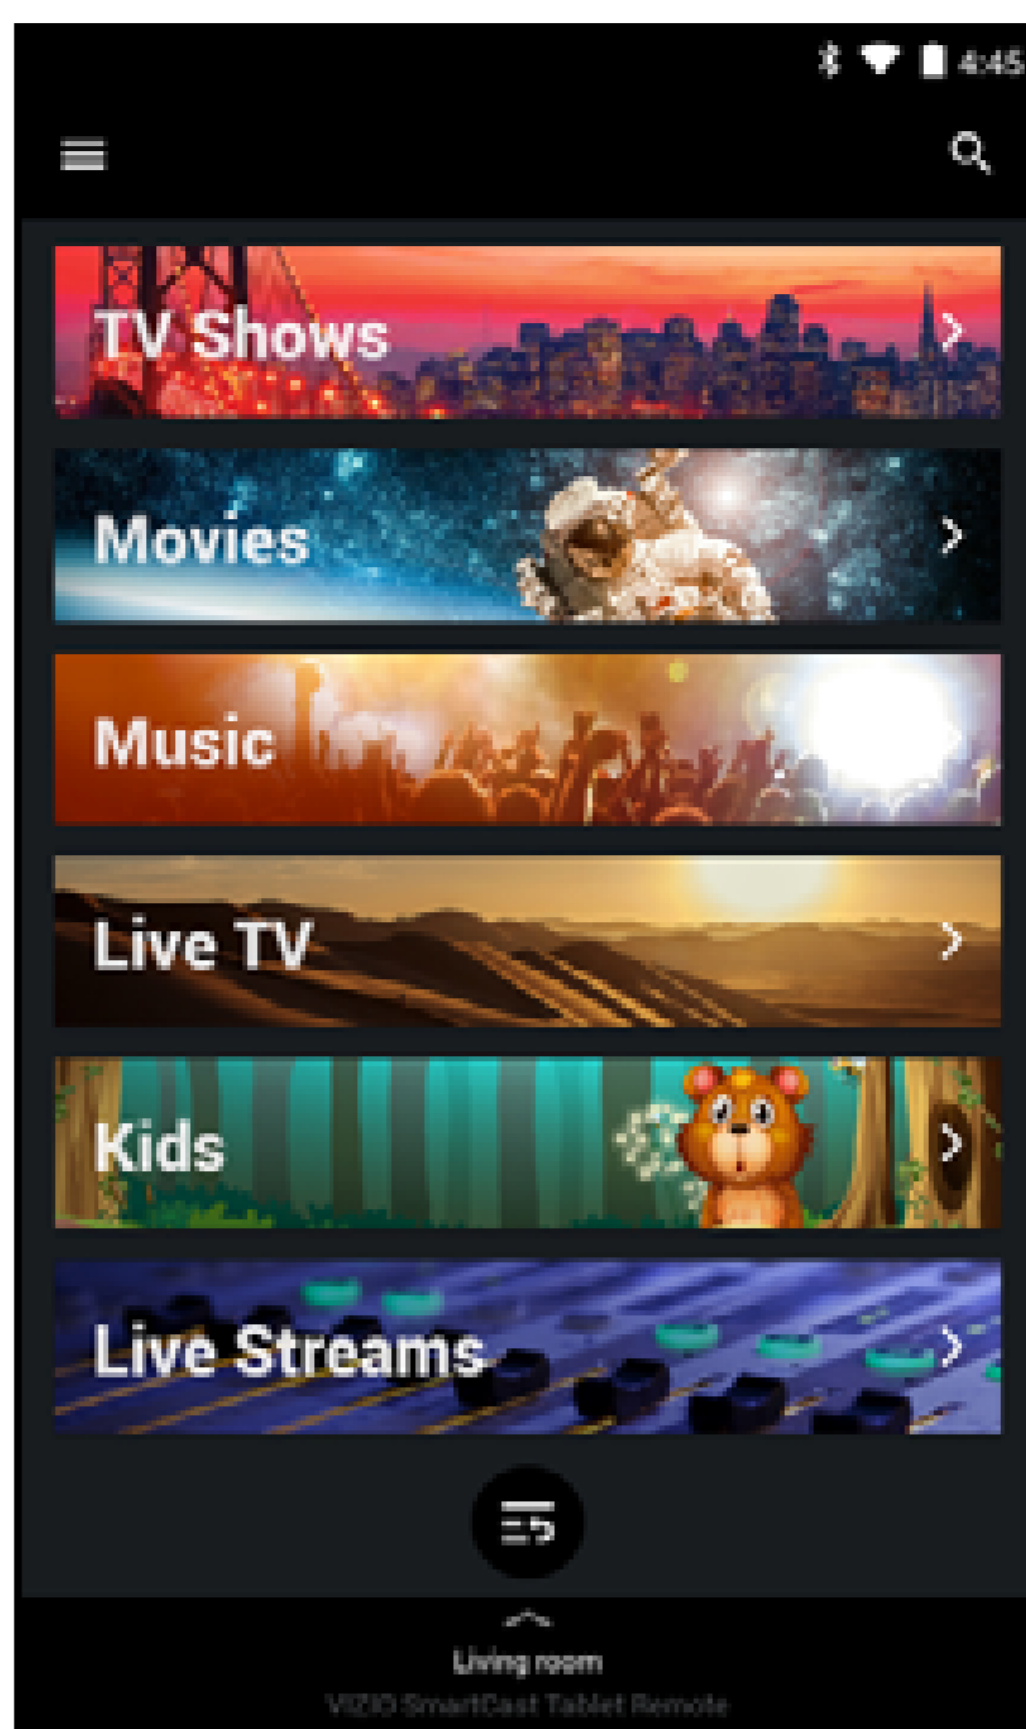 4:45
TV Shows
Movies
Music
Live TV
Kids
Live Streams
Living room
VIZIO SmartCast Tablet Remote